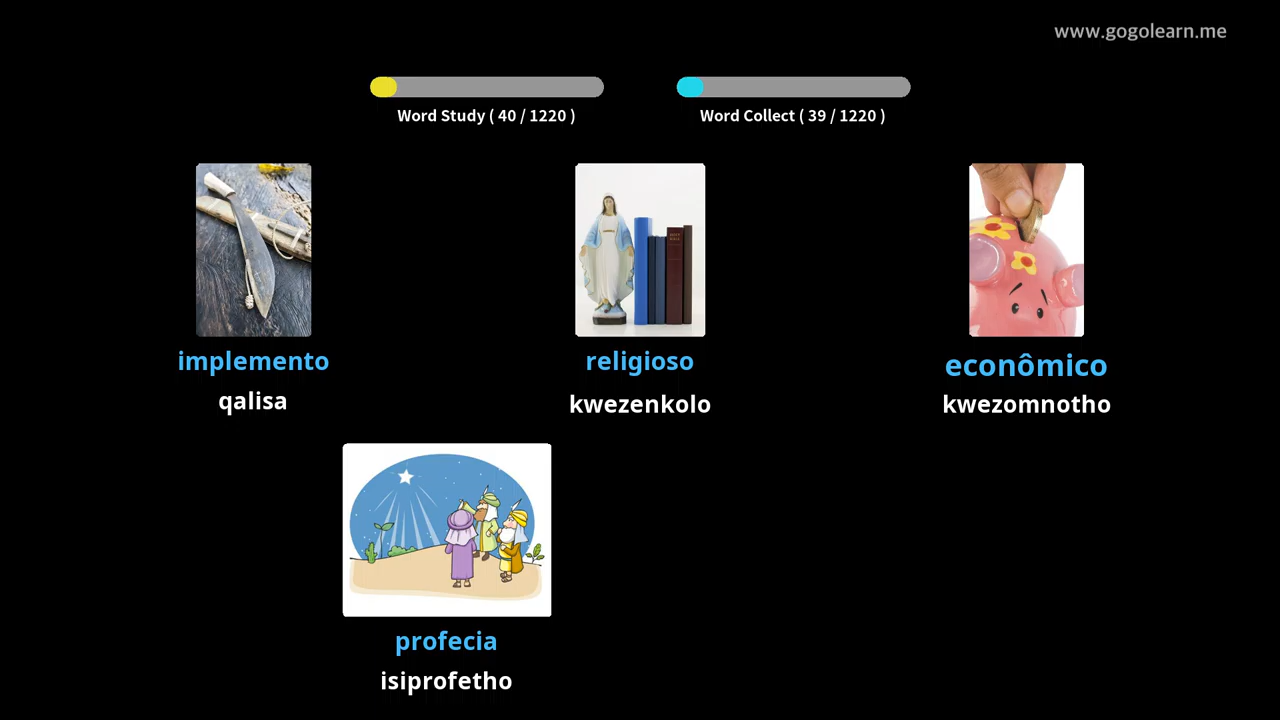 www.gogolearn.me
Word Study ( 40 / 1220 )
Word Collect ( 39 / 1220 )
implemento
qalisa
religioso
kwezenkolo
econômico
kwezomnotho
profecia
isiprofetho